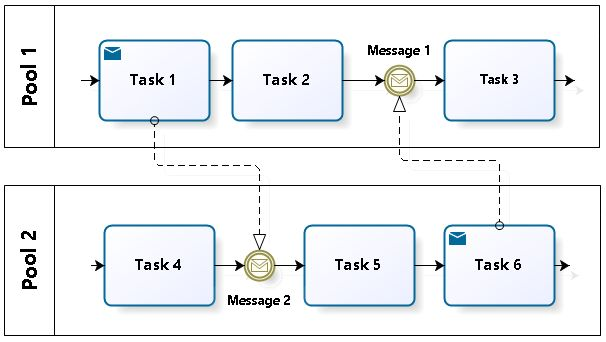 Pool 1
Task 1
Task 2
Message 1
Task 3
Pool 2
Task 4
Message 2
Task 5
Task 6